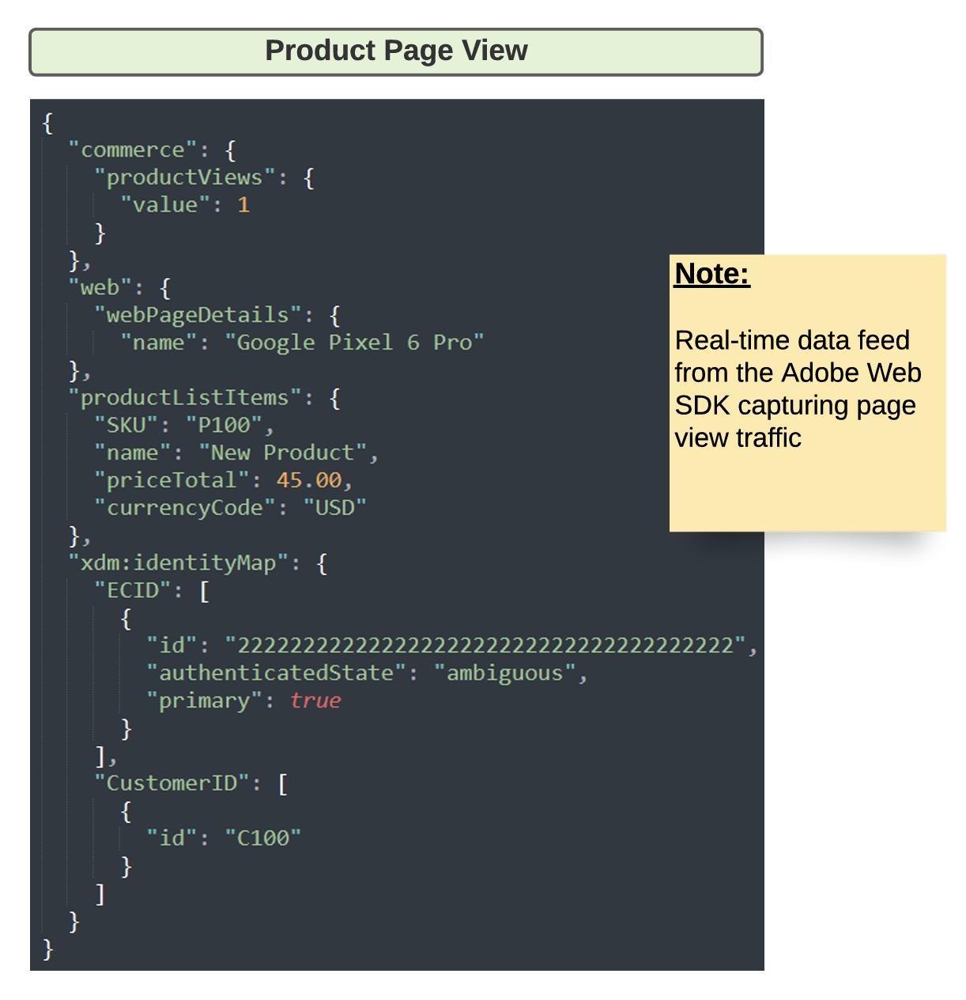 Product Page View
{
  "commerce": {
    "productViews": {
      "value": 1
    }
  },
  "web": {
    "webPageDetails": {
      "name": "Google Pixel 6 Pro"
  },
  "productListItems": {
    "SKU": "P100",
    "name": "New Product",
    "priceTotal": 45.00,
    "currencyCode": "USD"
  },
  "xdm:identityMap": {
    "ECID": [
      {
        "id": "22222222222222222222222222222222222222",
        "authenticatedState": "ambiguous",
        "primary": true
      }
    ],
    "CustomerID": [
      {
        "id": "C100"
      }
    ]
  }
}
Note:
Real-time data feed
from the Adobe Web
SDK capturing page
view traffic